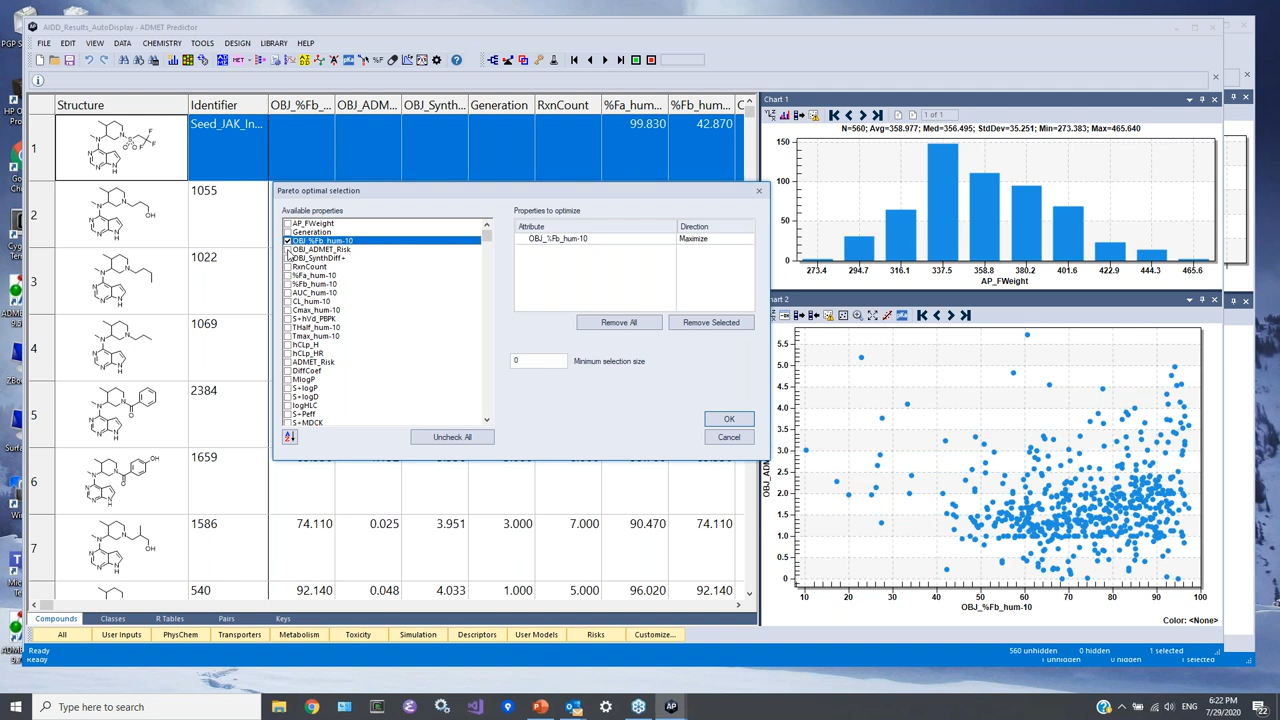 AIDD_Results_AutoDisplay - ADMET Predictor
FILE EDIT VIEW DATA CHEMISTRY TOOLS DESIGN LIBRARY HELP
Structure Identifier OBJ_%Fb_... OBJ_ADM... OBJ_Synth... Generation RxnCount %Fa_hum... %Fb_hum...
1 Seed_JAK_In... 99.830 42.870
2 1055
3 1022
4 1069
5 2384
6 1659
7 1586 74.110 0.025 3.951 3.000 7.000 90.470 74.110
540 92.140 0.048 4.033 1.000 5.000 96.020 92.140
Compounds Classes R Tables Pairs Keys
All User Inputs PhysChem Transporters Metabolism Toxicity Simulation Descriptors User Models Risks Customize...
Ready 560 unhidden 0 hidden 1 selected
Ready 1 unhidden 0 hidden 1 selected
Pareto optimal selection
Available properties
AP_FWeight
Generation
OBJ_%Fb_hum-10
OBJ_ADMET_Risk
OBJ_SynthDiff+
RxnCount
%Fa_hum-10
%Fb_hum-10
AUC_hum-10
CL_hum-10
Cmax_hum-10
S+hVd_PBPK
THalf_hum-10
Tmax_hum-10
hCLp_H
hCLp_HR
ADMET_Risk
DiffCoef
MlogP
S+logP
S+logD
logHLC
S+Peff
S+MDCK
Uncheck All
Properties to optimize
Attribute Direction
OBJ_%Fb_hum-10 Maximize
Remove All Remove Selected
0 Minimum selection size
OK
Cancel
Chart 1
1 of 1
N=560; Avg=358.977; Med=356.495; StdDev=35.251; Min=273.383; Max=465.640
150
100
50
0
273.4 294.7 316.1 337.5 358.8 380.2 401.6 422.9 444.3 465.6
AP_FWeight
Chart 2
5.5
5.0
4.5
4.0
3.5
3.0
2.5
2.0
1.5
1.0
0.5
0
10 20 30 40 50 60 70 80 90 100
OBJ_%Fb_hum-10
Color: <None>
Type here to search
6:22 PM
7/29/2020
22